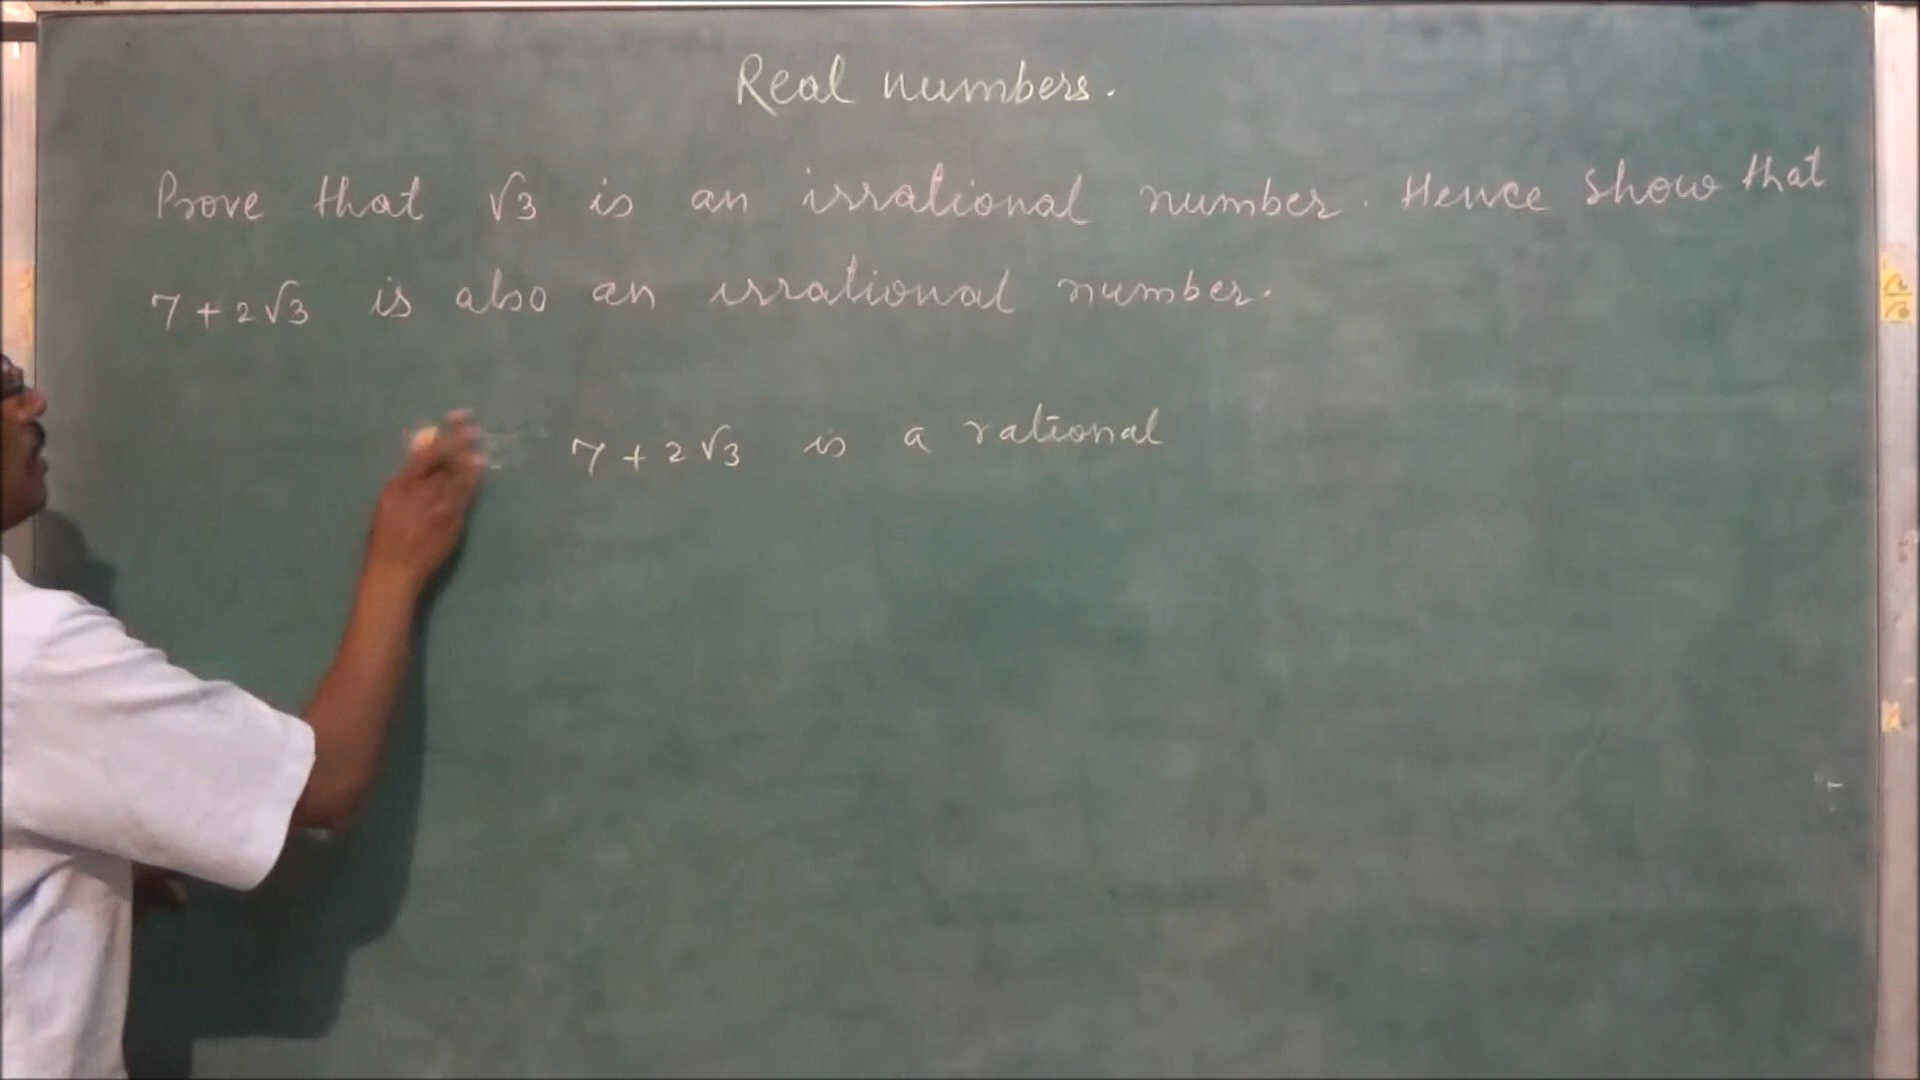 Real numbers.
Prove that √3 is an irrational number. Hence show that
7 + 2√3 is also an irrational number.
7 + 2√3 is a rational